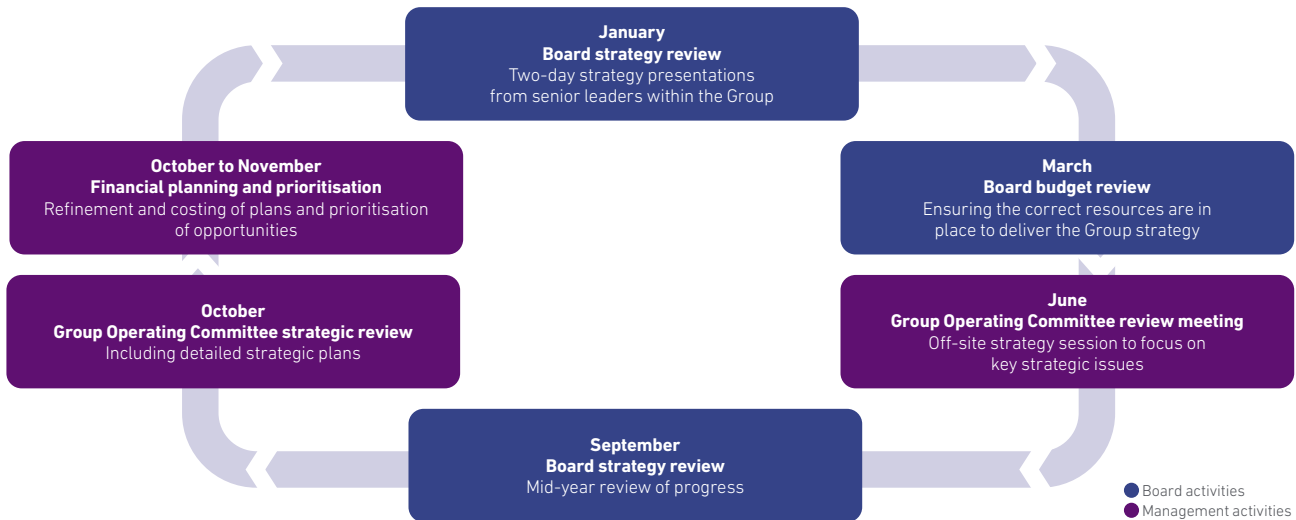 January
Board strategy review
Two-day strategy presentations
from senior leaders within the Group
March
Board budget review
Ensuring the correct resources are in
place to deliver the Group strategy
June
Group Operating Committee review meeting
Off-site strategy session to focus on
key strategic issues
September
Board strategy review
Mid-year review of progress
October
Group Operating Committee strategic review
Including detailed strategic plans
October to November
Financial planning and prioritisation
Refinement and costing of plans and prioritisation
of opportunities
Board activities
Management activities